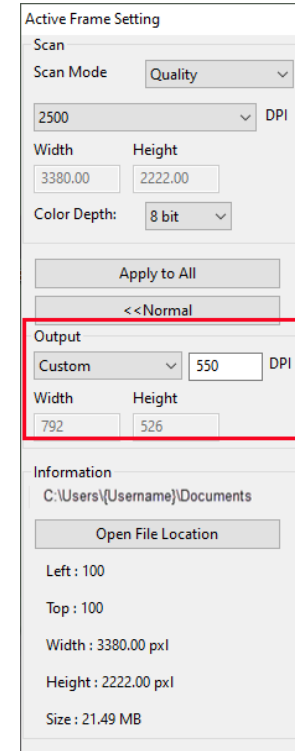 Active Frame Setting
Scan
Scan Mode Quality
2500 DPI
Width Height
3380.00 2222.00
Color Depth: 8 bit
Apply to All
<<Normal
Output
Custom 550 DPI
Width Height
792 526
Information
C:\Users\{Username}\Documents
Open File Location
Left : 100
Top : 100
Width : 3380.00 pxl
Height : 2222.00 pxl
Size : 21.49 MB